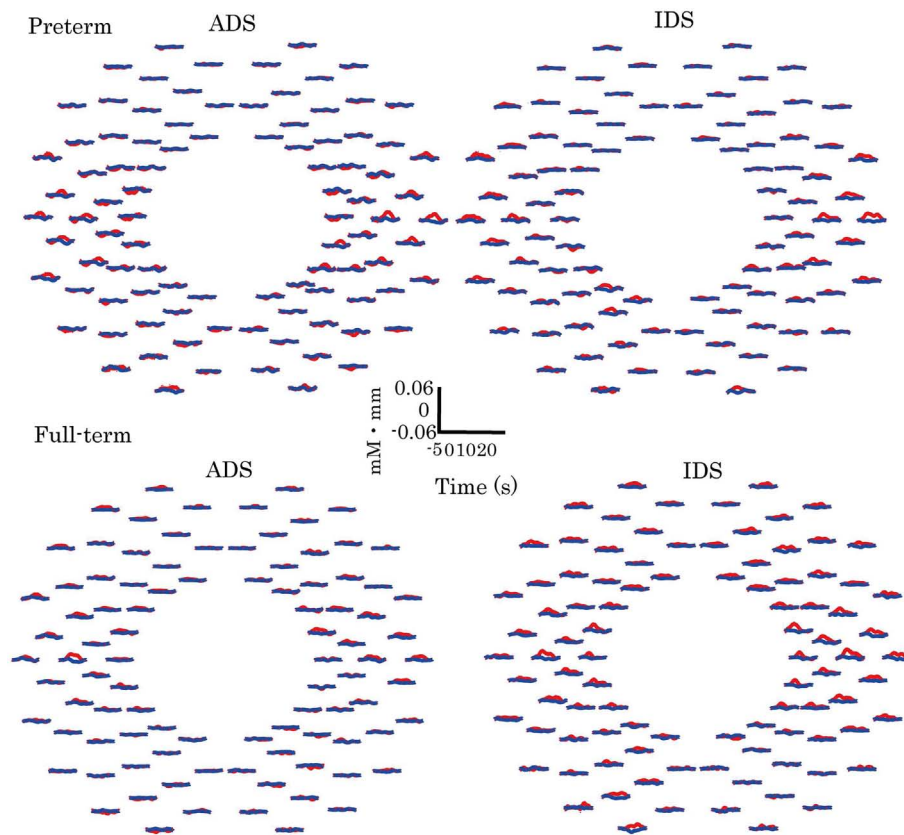 Preterm
ADS
IDS
0.06
0
-0.06
mM・mm
-501020
Time (s)
Full-term
ADS
IDS